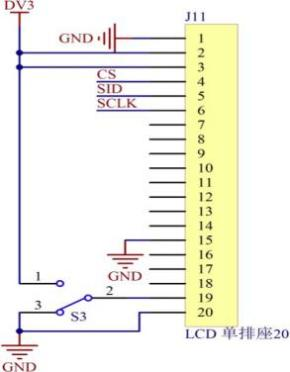 DV3
J11
GND
1
2
3
CS
4
SID
5
SCLK
6
7
8
9
10
11
12
13
14
15
GND
16
17
18
1
2
19
3
S3
20
LCD 单排座20
GND